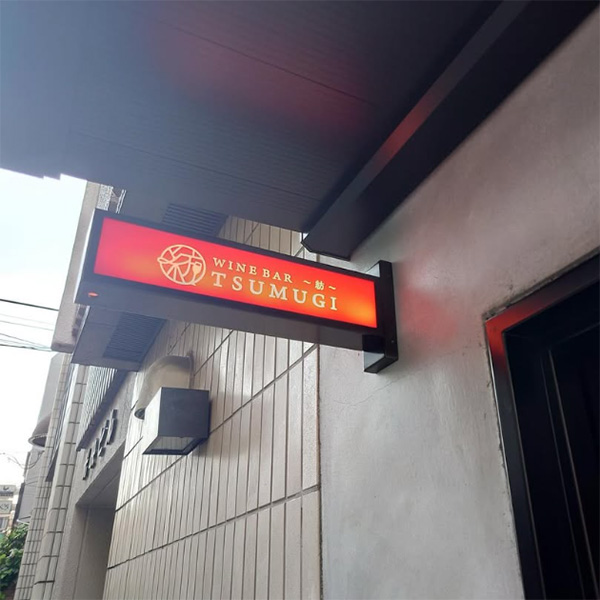 WINE BAR ～紡～
TSUMUGI